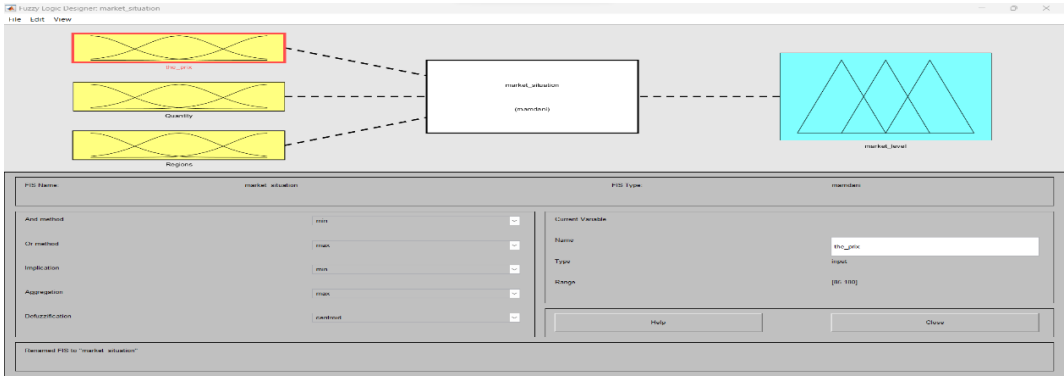 Fuzzy Logic Designer: market_situation
File Edit View
the_prix
Quantity
Regions
market_situation
(mamdani)
market_level
FIS Name: market_situation FIS Type: mamdani
And method min
Or method max
Implication min
Aggregation max
Defuzzification centroid
Current Variable
Name the_prix
Type input
Range
Help Close
Renamed FIS to "market_situation"